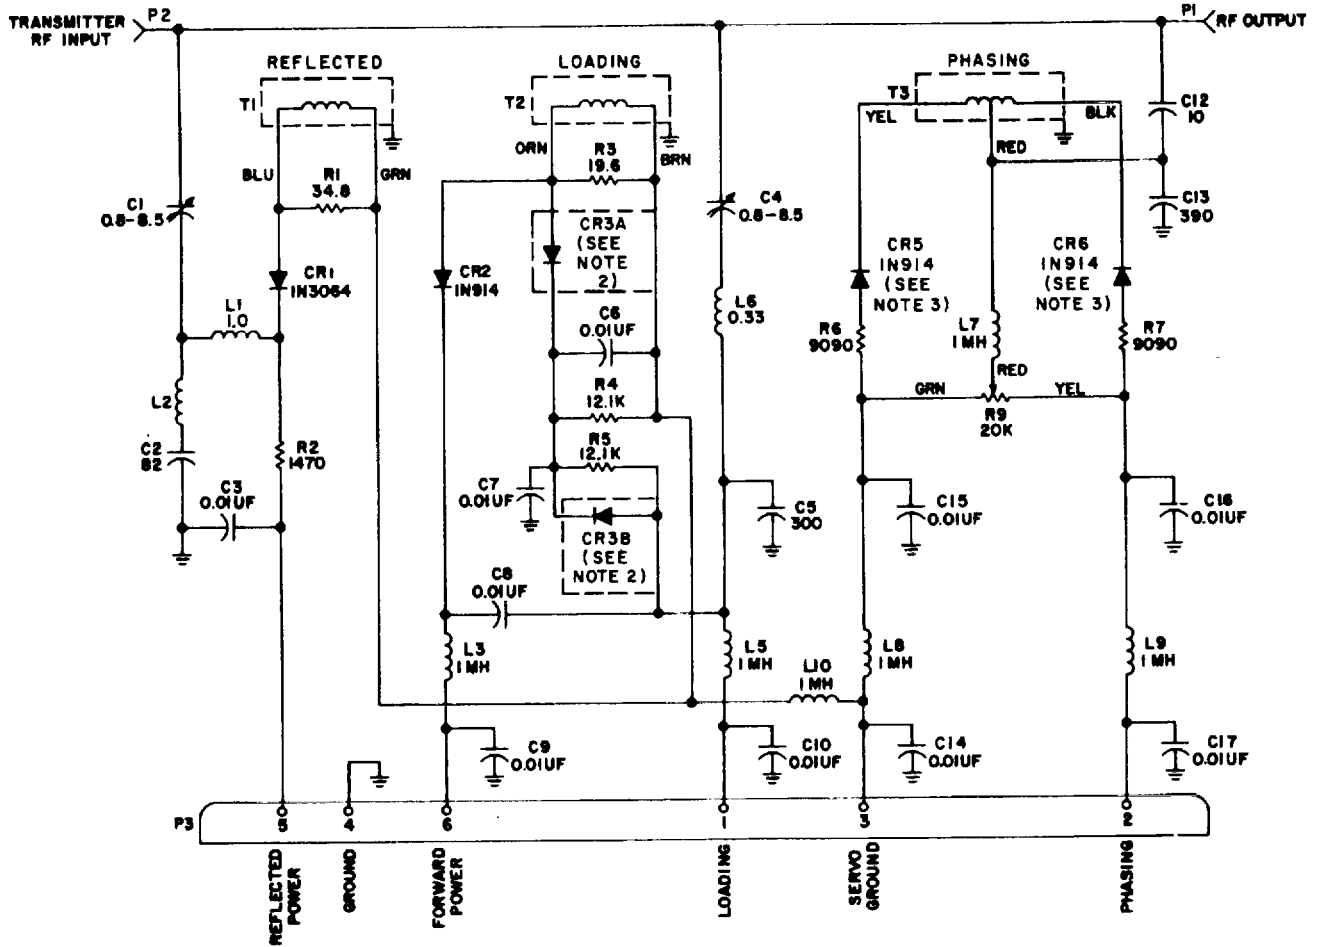 TRANSMITTER
RF INPUT
P2
P1
RF OUTPUT
REFLECTED
T1
BLU
GRN
R1
34.8
C1
0.8-8.5
CR1
1N3064
L1
1.0
L2
C2
82
R2
1470
C3
0.01UF
LOADING
T2
ORN
BRN
R3
19.6
CR3A
(SEE
NOTE
2)
CR2
1N914
C6
0.01UF
R4
12.1K
R5
12.1K
C7
0.01UF
CR3B
(SEE
NOTE 2)
C8
0.01UF
L3
1MH
C9
0.01UF
C4
0.8-8.5
L6
0.33
C5
300
L5
1MH
C10
0.01UF
L10
1MH
PHASING
T3
YEL
BLK
RED
C12
10
C13
390
CR5
1N914
(SEE
NOTE 3)
CR6
1N914
(SEE
NOTE 3)
R6
9090
L7
1MH
R7
9090
RED
GRN
YEL
R9
20K
C15
0.01UF
C16
0.01UF
L8
1MH
L9
1MH
C14
0.01UF
C17
0.01UF
P3
4
6
1
3
2
REFLECTED
POWER
GROUND
FORWARD
POWER
LOADING
SERVO
GROUND
PHASING